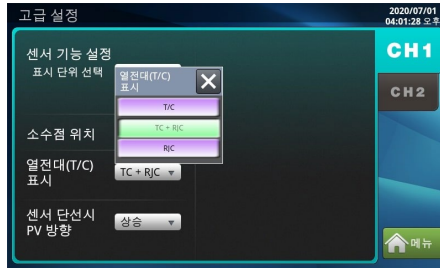 고급 설정
2020/07/01
04:01:28 오후
센서 기능 설정
표시 단위 선택
열전대(T/C)
표시
T/C
TC + RJC
RJC
소수점 위치
열전대(T/C)
표시
TC + RJC
센서 단선시
PV 방향
상승
CH1
CH2
메뉴